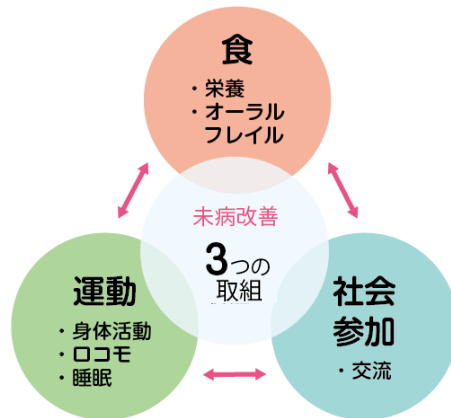 食
・栄養
・オーラル
フレイル
未病改善
3つの
取組
運動
・身体活動
・ロコモ
・睡眠
社会
参加
・交流